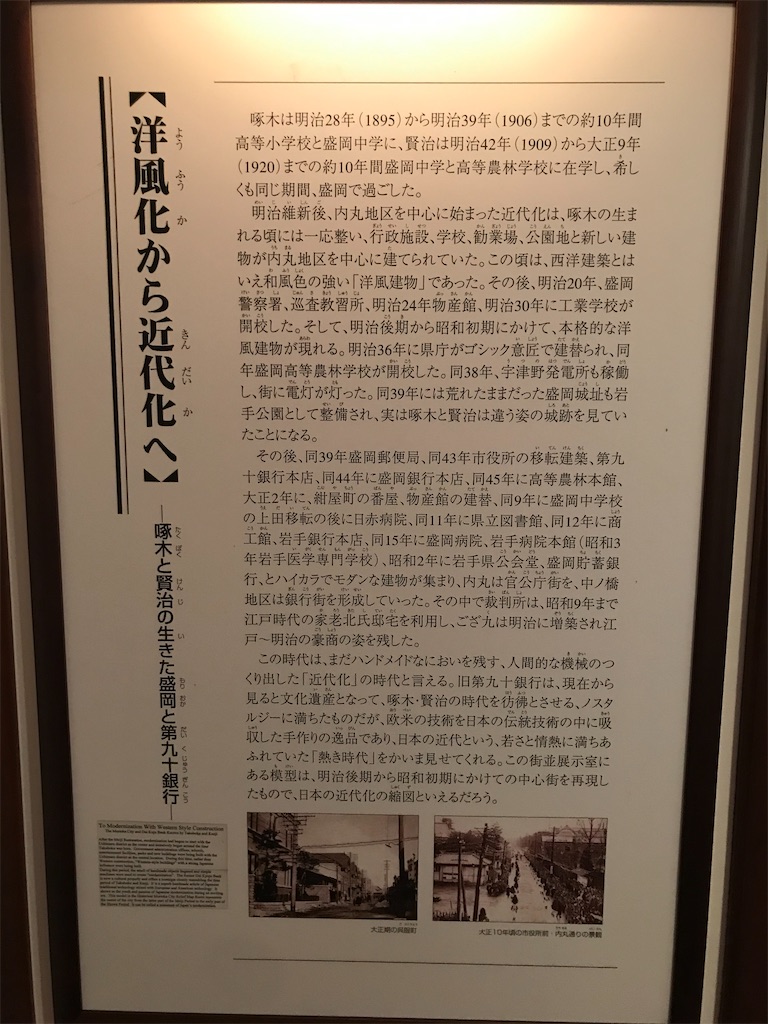 【洋風化から近代化へ】
―啄木と賢治の生きた盛岡と第九十銀行―
啄木は明治28年(1895)から明治39年(1906)までの約10年間
高等小学校と盛岡中学に、賢治は明治42年(1909)から大正9年
(1920)までの約10年間盛岡中学と高等農林学校に在学し、希し
くも同じ期間、盛岡で過ごした。
明治維新後、内丸地区を中心に始まった近代化は、啄木の生ま
れる頃には一応整い、行政施設、学校、勧業場、公園地と新しい建
物が内丸地区を中心に建てられていた。この頃は、西洋建築とは
いえ和風色の強い「洋風建物」であった。その後、明治20年、盛岡
警察署、巡査教習所、明治24年物産館、明治30年に工業学校が
開校した。そして、明治後期から昭和初期にかけて、本格的な洋
風建物が現れる。明治36年に県庁がゴシック意匠で建替られ、同
年盛岡高等農林学校が開校した。同38年、宇津野発電所も稼働
し、街に電灯が灯った。同39年には荒れたままだった盛岡城址も岩
手公園として整備され、実は啄木と賢治は違う姿の城跡を見てい
たことになる。
その後、同39年盛岡郵便局、同43年市役所の移転建築、第九
十銀行本店、同44年に盛岡銀行本店、同45年に高等農林本館、
大正2年に、紺屋町の番屋、物産館の建替、同9年に盛岡中学校
の上田移転の後に日赤病院、同11年に県立図書館、同12年に商
工館、岩手銀行本店、同15年に盛岡病院、岩手病院本館(昭和3
年岩手医学専門学校)、昭和2年に岩手県公会堂、盛岡貯蓄銀
行、とハイカラでモダンな建物が集まり、内丸は官公庁街を、中ノ橋
地区は銀行街を形成していった。その中で裁判所は、昭和9年まで
江戸時代の家老北氏邸宅を利用し、ござ九は明治に増築され江
戸〜明治の豪商の姿を残した。
この時代は、まだハンドメイドなにおいを残す、人間的な機械のつ
くり出した「近代化」の時代と言える。旧第九十銀行は、現在から
見ると文化遺産となって、啄木・賢治の時代を彷彿とさせる、ノスタ
ルジーに満ちたものだが、欧米の技術を日本の伝統技術の中に吸
収した手作りの逸品であり、日本の近代という、若さと情熱に満ちあ
ふれていた「熱き時代」をかいま見せてくれる。この街並展示室に
ある模型は、明治後期から昭和初期にかけての中心街を再現し
たもので、日本の近代化の縮図といえるだろう。
To Modernization With Western Style Construction
大正期の呉服町
大正10年頃の市役所前・内丸通りの景観